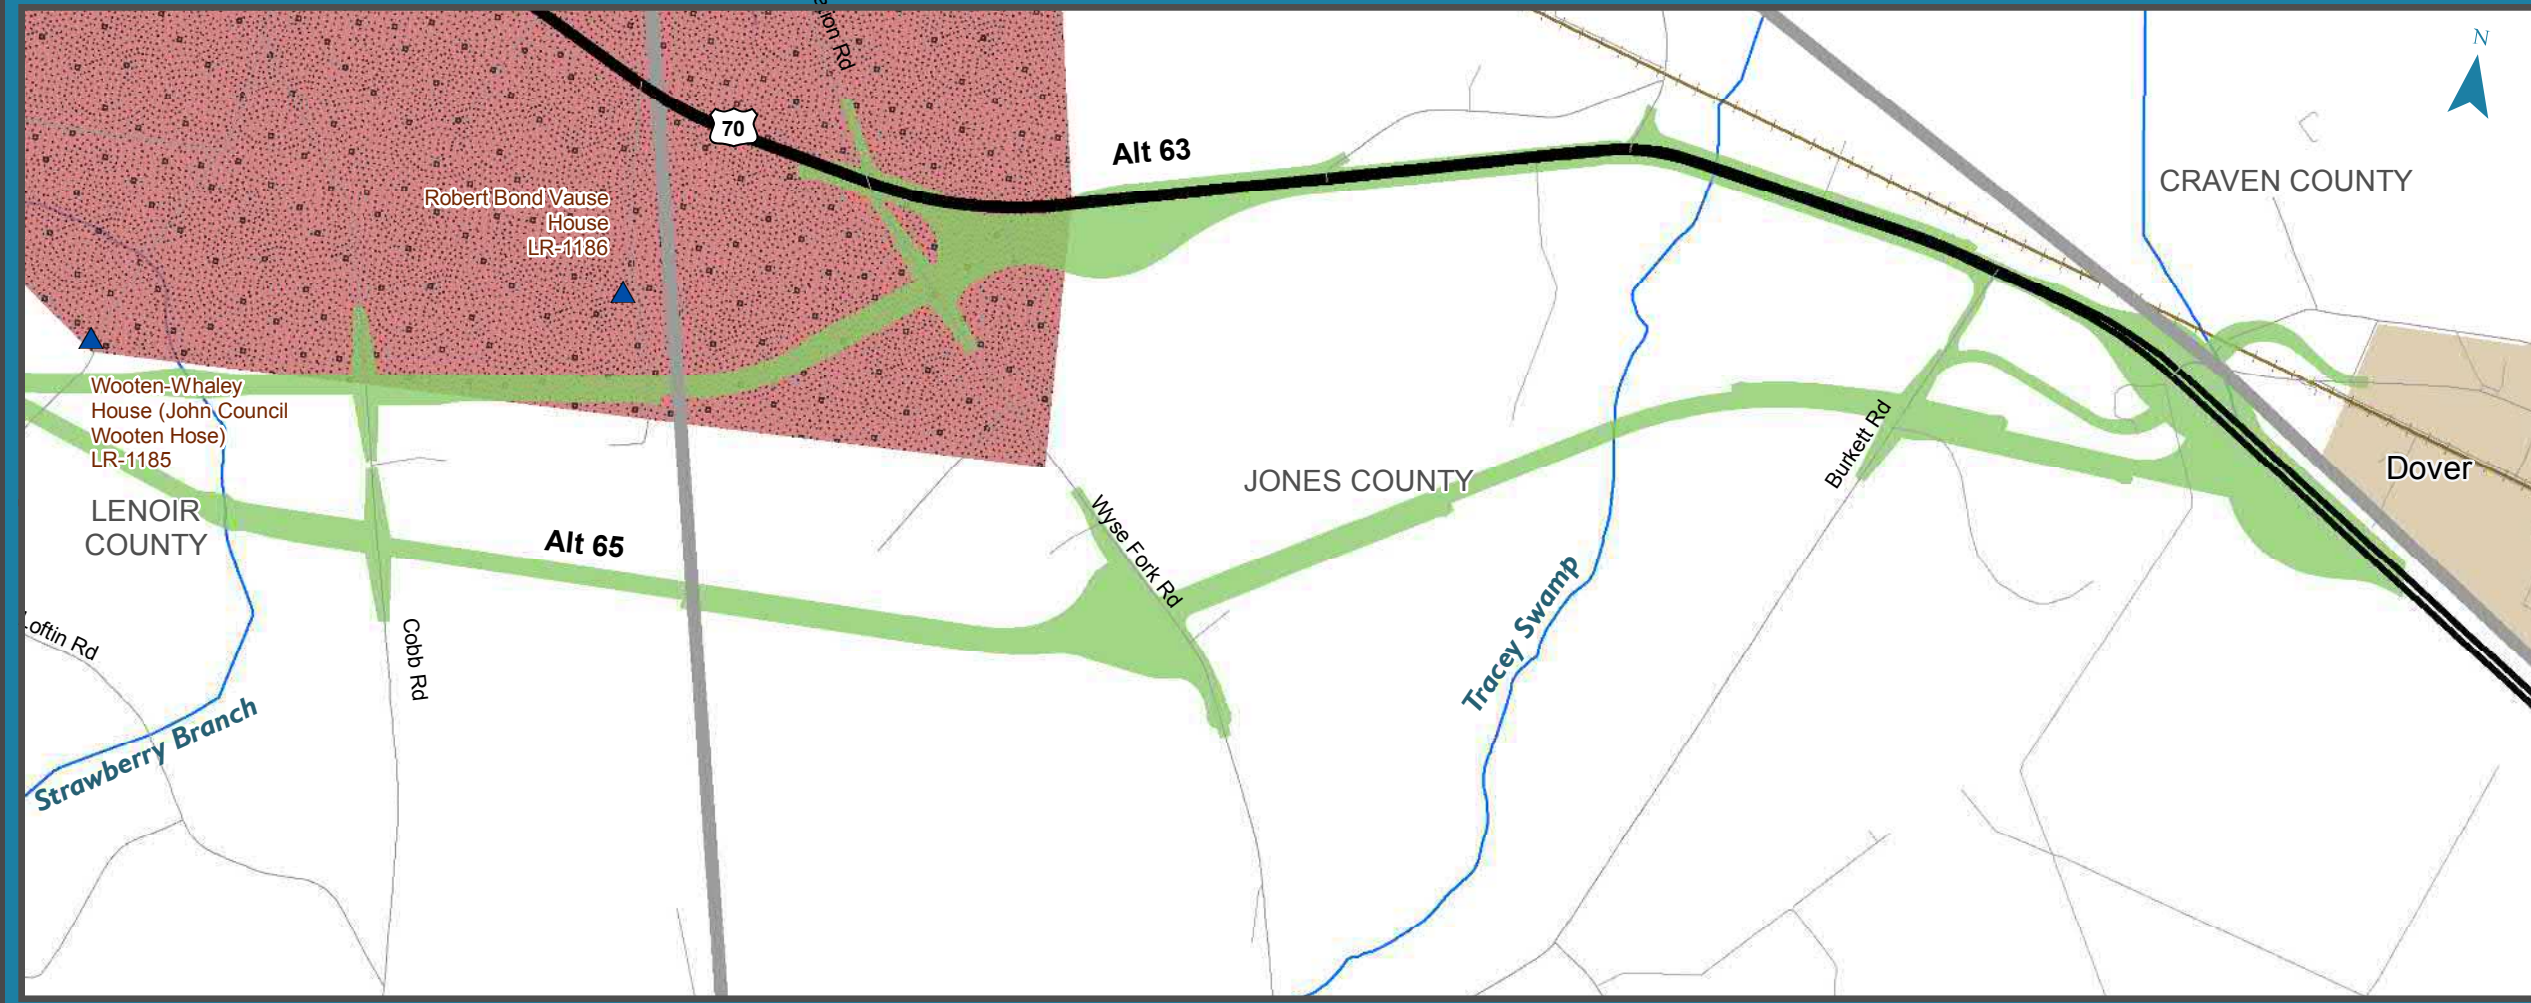 N
70
Alt 63
CRAVEN COUNTY
Robert Bond Vause
House
LR-1186
Wooten-Whaley
House (John Council
Wooten Hose)
LR-1185
LENOIR
COUNTY
Alt 65
JONES COUNTY
Burkett Rd
Dover
Wyse Fork Rd
Tracey Swamp
Loftin Rd
Cobb Rd
Strawberry Branch